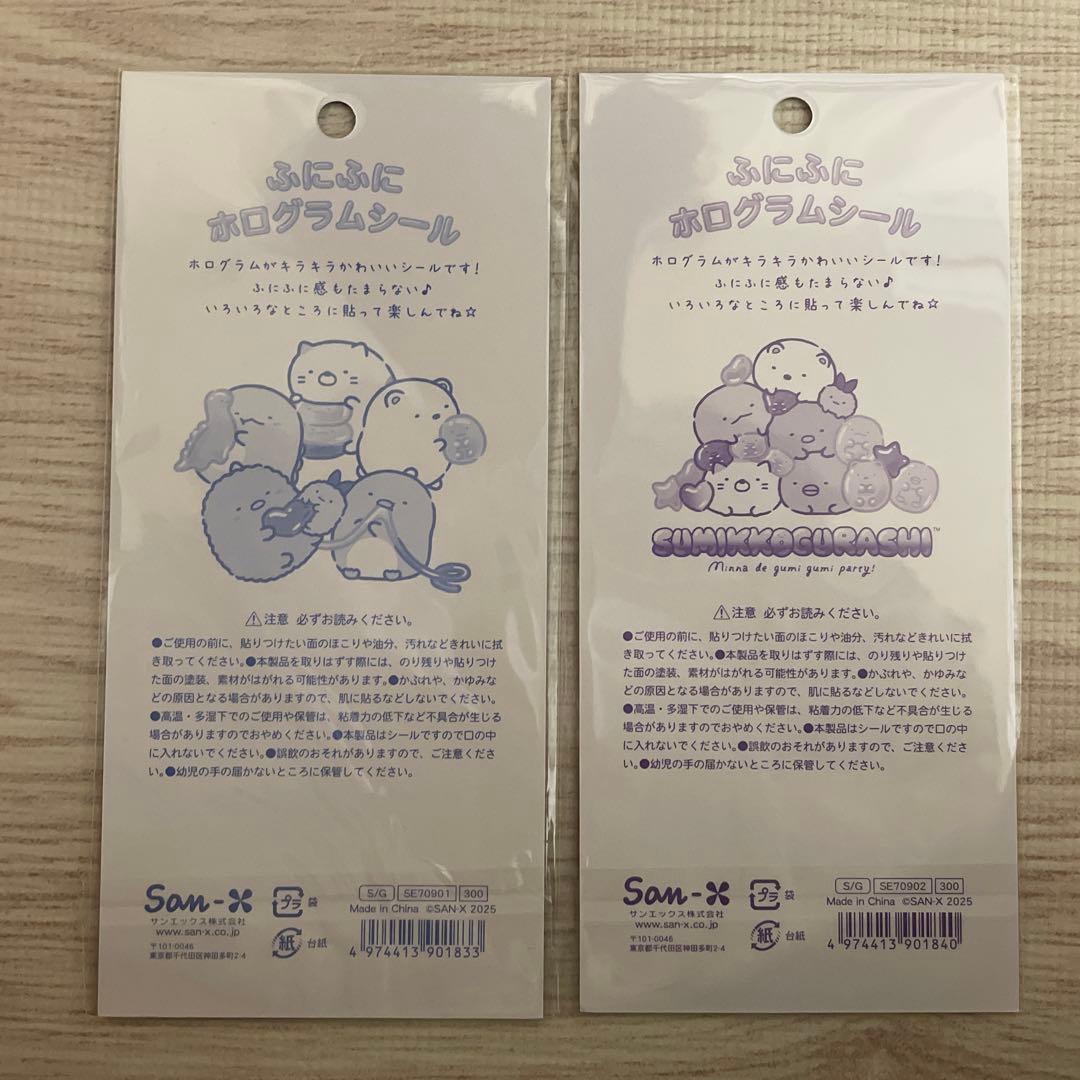 ふにふに
ホログラムシール
ホログラムがキラキラかわいいシールです!
ふにふに感もたまらない♪
いろいろなところに貼って楽しんでね☆
⚠注意 必ずお読みください。
●ご使用の前に、貼りつけたい面のほこりや油分、汚れなどきれいに拭
き取ってください。●本製品を取りはずす際には、のり残りや貼りつけ
た面の塗装、素材がはがれる可能性があります。●かぶれや、かゆみな
どの原因となる場合がありますので、肌に貼るなどしないでください。
●高温・多湿下でのご使用や保管は、粘着力の低下など不具合が生じる
場合がありますのでおやめください。●本製品はシールですので口の中
に入れないでください。●誤飲のおそれがありますので、ご注意くださ
い。●幼児の手の届かないところに保管してください。
San-X
サンエックス株式会社
www.san-x.co.jp
〒101-0046
東京都千代田区神田多町2-4
プラ 袋
紙 台紙
S/G SE70901 300
Made in China ©SAN-X 2025
4 974413 901833
ふにふに
ホログラムシール
ホログラムがキラキラかわいいシールです!
ふにふに感もたまらない♪
いろいろなところに貼って楽しんでね☆
SUMIKKOGURASHI™
Minna de gumi gumi party!
⚠注意 必ずお読みください。
●ご使用の前に、貼りつけたい面のほこりや油分、汚れなどきれいに拭
き取ってください。●本製品を取りはずす際には、のり残りや貼りつけ
た面の塗装、素材がはがれる可能性があります。●かぶれや、かゆみな
どの原因となる場合がありますので、肌に貼るなどしないでください。
●高温・多湿下でのご使用や保管は、粘着力の低下など不具合が生じる
場合がありますのでおやめください。●本製品はシールですので口の中
に入れないでください。●誤飲のおそれがありますので、ご注意くださ
い。●幼児の手の届かないところに保管してください。
San-X
サンエックス株式会社
www.san-x.co.jp
〒101-0046
東京都千代田区神田多町2-4
プラ 袋
紙 台紙
S/G SE70902 300
Made in China ©SAN-X 2025
4 974413 901840